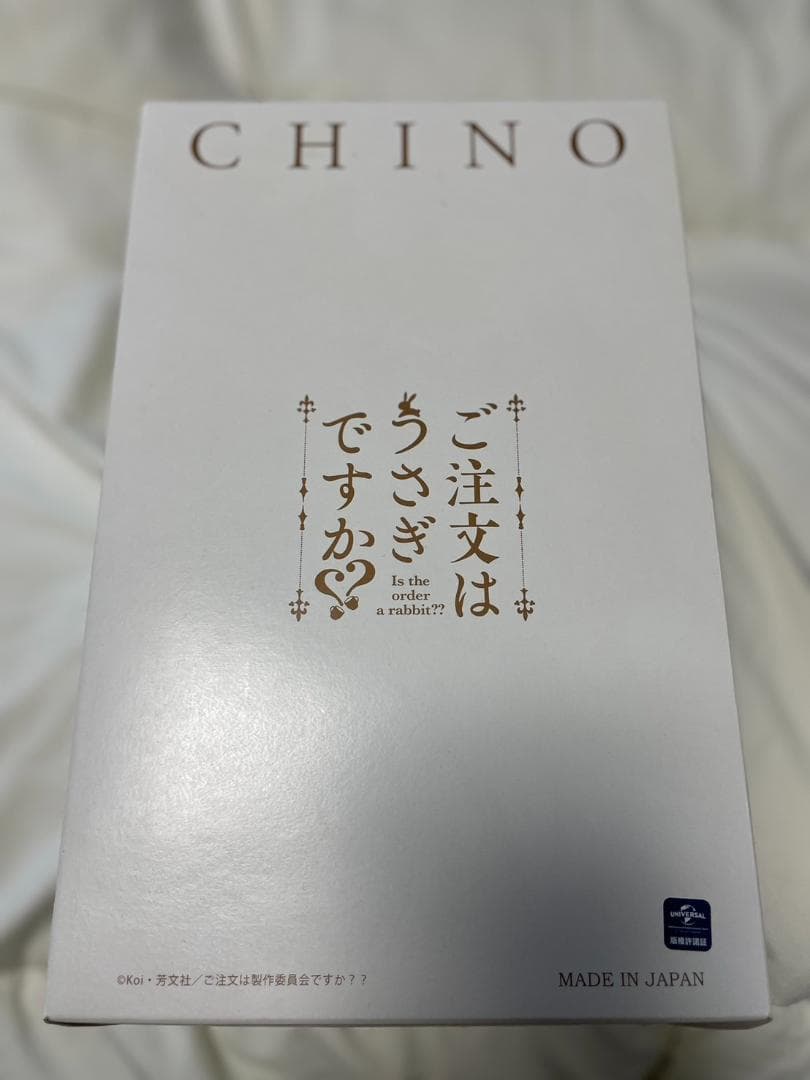 CHINO
ご注文は
うさぎ
ですか??
Is the
order
a rabbit??
UNIVERSAL
版権許諾証
©Koi・芳文社／ご注文は製作委員会ですか？？
MADE IN JAPAN